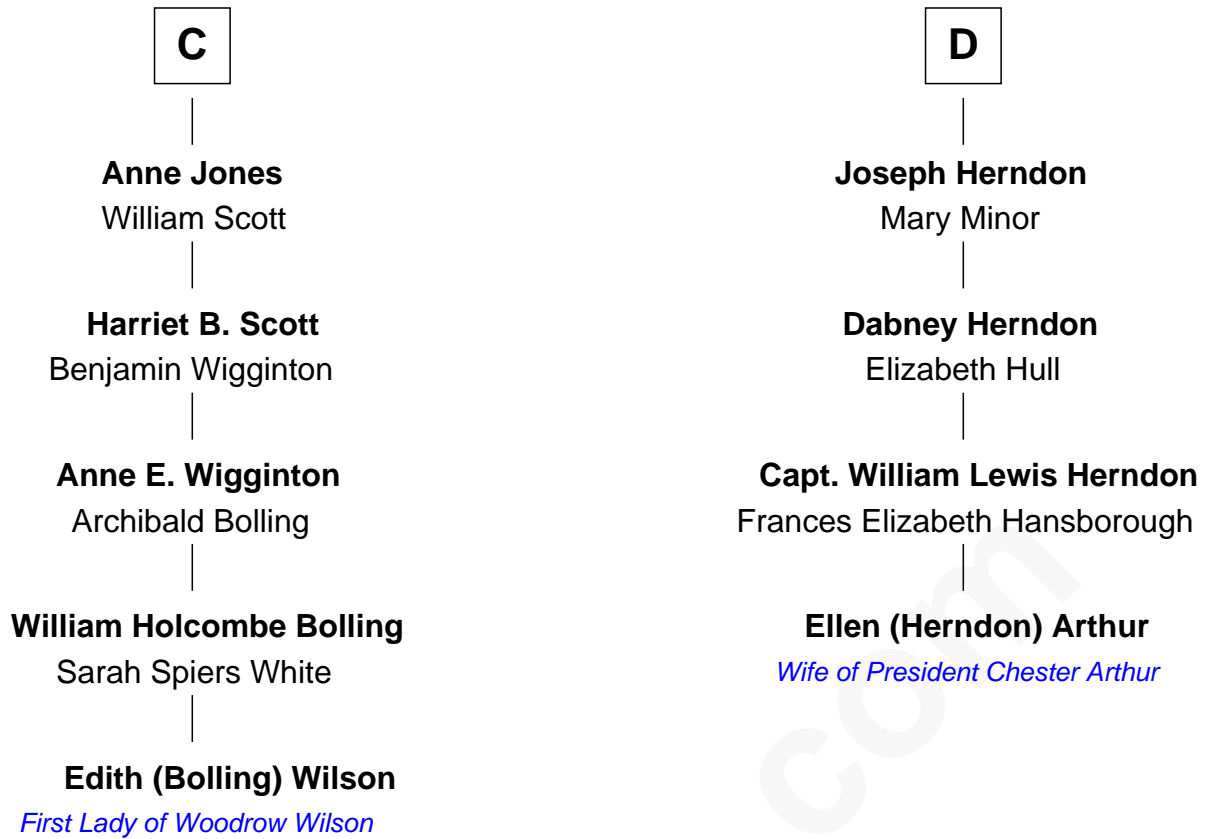 C
Anne Jones
William Scott
Harriet B. Scott
Benjamin Wigginton
Anne E. Wigginton
Archibald Bolling
William Holcombe Bolling
Sarah Spiers White
Edith (Bolling) Wilson
First Lady of Woodrow Wilson
D
Joseph Herndon
Mary Minor
Dabney Herndon
Elizabeth Hull
Capt. William Lewis Herndon
Frances Elizabeth Hansborough
Ellen (Herndon) Arthur
Wife of President Chester Arthur
com